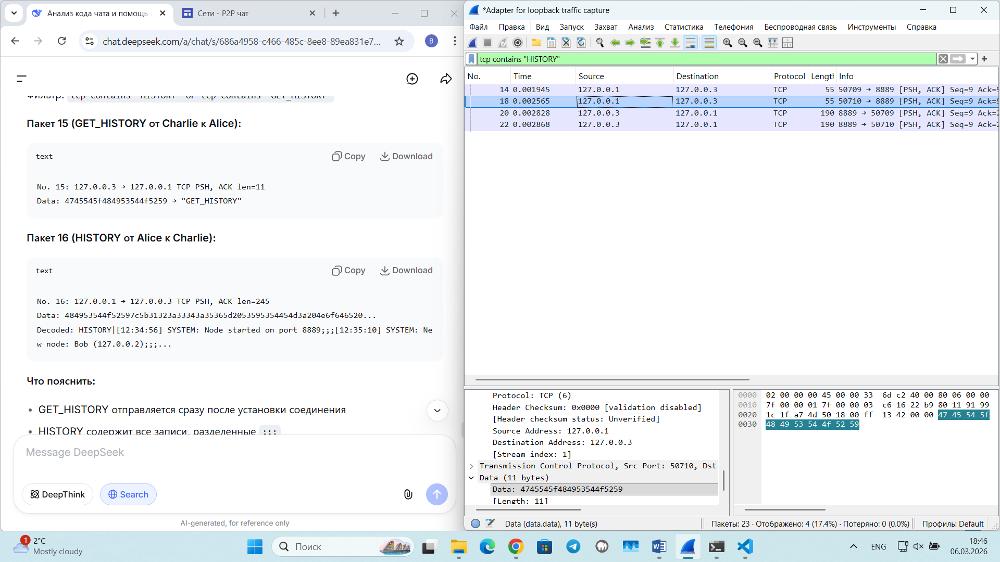 Анализ кода чата и помощь
Сети - P2P чат
chat.deepseek.com/a/chat/s/686a4958-c466-485c-8ee8-89ea831e7...
B
Фильтр: tcp contains "HISTORY" or tcp contains "GET_HISTORY"
Пакет 15 (GET_HISTORY от Charlie к Alice):
text
Copy
Download
No. 15: 127.0.0.3 → 127.0.0.1 TCP PSH, ACK len=11
Data: 4745545f484953544f5259 → "GET_HISTORY"
Пакет 16 (HISTORY от Alice к Charlie):
text
Copy
Download
No. 16: 127.0.0.1 → 127.0.0.3 TCP PSH, ACK len=245
Data: 484953544f52597c5b31323a33343a35365d2053595354454d3a204e6f646520...
Decoded: HISTORY|[12:34:56] SYSTEM: Node started on port 8889;;;[12:35:10] SYSTEM: Ne
w node: Bob (127.0.0.2);;;...
Что пояснить:
• GET_HISTORY отправляется сразу после установки соединения
• HISTORY содержит все записи, разделенные ;;;
Message DeepSeek
DeepThink
Search
AI-generated, for reference only
*Adapter for loopback traffic capture
Файл Правка Вид Запуск Захват Анализ Статистика Телефония Беспроводная связь Инструменты Справка
tcp contains "HISTORY"
No. Time Source Destination Protocol Lengtl Info
14 0.001945 127.0.0.1 127.0.0.3 TCP 55 50709 → 8889 [PSH, ACK] Seq=9 Ack=9
18 0.002565 127.0.0.1 127.0.0.3 TCP 55 50710 → 8889 [PSH, ACK] Seq=9 Ack=9
20 0.002828 127.0.0.3 127.0.0.1 TCP 190 8889 → 50709 [PSH, ACK] Seq=9 Ack=2
22 0.002868 127.0.0.3 127.0.0.1 TCP 190 8889 → 50710 [PSH, ACK] Seq=9 Ack=2
Protocol: TCP (6)
Header Checksum: 0x0000 [validation disabled]
[Header checksum status: Unverified]
Source Address: 127.0.0.1
Destination Address: 127.0.0.3
[Stream index: 1]
Transmission Control Protocol, Src Port: 50710, Dst
Data (11 bytes)
Data: 4745545f484953544f5259
[Length: 11]
0000 02 00 00 00 45 00 00 33 6d c2 40 00 80 06 00 00
0010 7f 00 00 01 7f 00 00 03 c6 16 22 b9 80 11 91 99
0020 1c 1f a7 4d 50 18 00 ff 13 42 00 00 47 45 54 5f
0030 48 49 53 54 4f 52 59
Data (data.data), 11 byte(s)
Пакеты: 23 · Отображено: 4 (17.4%) · Потеряно: 0 (0.0%)
Профиль: Default
1
2°C
Mostly cloudy
Поиск
ENG
18:46
06.03.2026